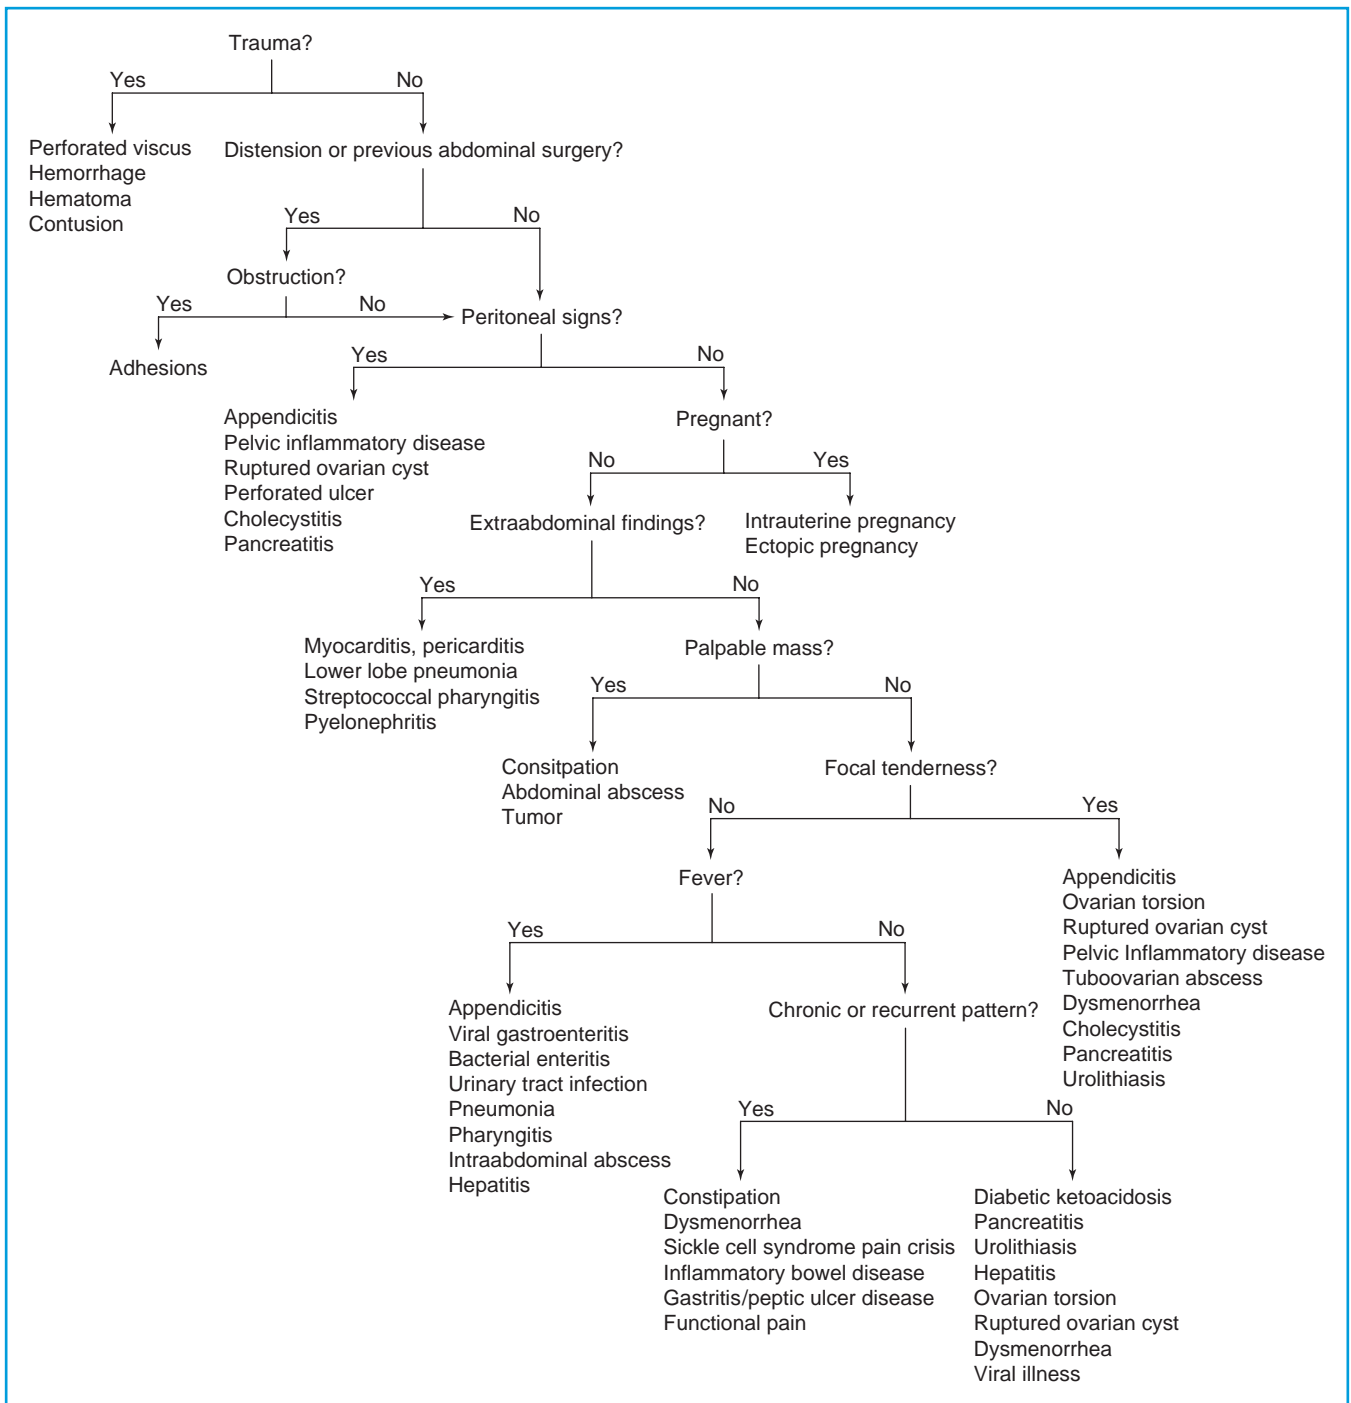 Trauma?
Yes
No
Perforated viscus
Hemorrhage
Hematoma
Contusion
Distension or previous abdominal surgery?
Yes
No
Obstruction?
Yes
No
Peritoneal signs?
Adhesions
Yes
No
Appendicitis
Pelvic inflammatory disease
Ruptured ovarian cyst
Perforated ulcer
Cholecystitis
Pancreatitis
Pregnant?
No
Yes
Extraabdominal findings?
Intrauterine pregnancy
Ectopic pregnancy
Yes
No
Myocarditis, pericarditis
Lower lobe pneumonia
Streptococcal pharyngitis
Pyelonephritis
Palpable mass?
Yes
No
Consitpation
Abdominal abscess
Tumor
Focal tenderness?
No
Yes
Fever?
Appendicitis
Ovarian torsion
Ruptured ovarian cyst
Pelvic Inflammatory disease
Tuboovarian abscess
Dysmenorrhea
Cholecystitis
Pancreatitis
Urolithiasis
Yes
No
Appendicitis
Viral gastroenteritis
Bacterial enteritis
Urinary tract infection
Pneumonia
Pharyngitis
Intraabdominal abscess
Hepatitis
Chronic or recurrent pattern?
Yes
No
Constipation
Dysmenorrhea
Sickle cell syndrome pain crisis
Inflammatory bowel disease
Gastritis/peptic ulcer disease
Functional pain
Diabetic ketoacidosis
Pancreatitis
Urolithiasis
Hepatitis
Ovarian torsion
Ruptured ovarian cyst
Dysmenorrhea
Viral illness